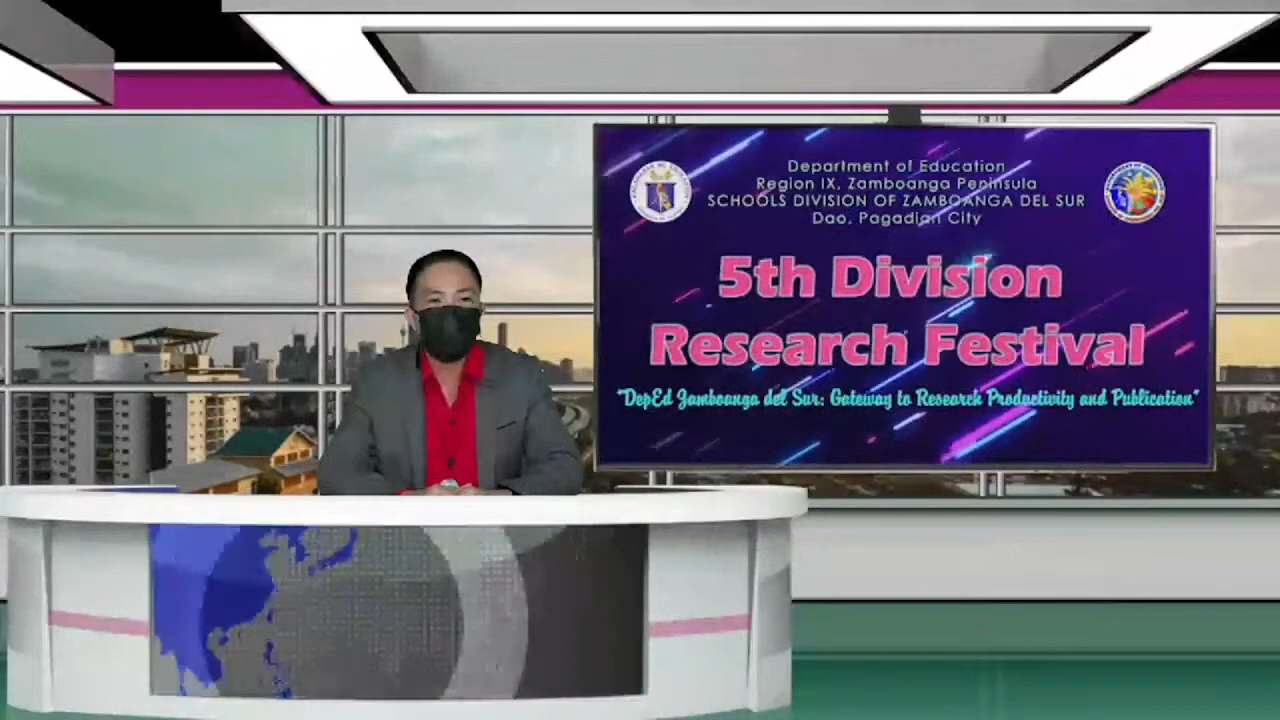 Department of Education
Region IX, Zamboanga Peninsula
SCHOOLS DIVISION OF ZAMBOANGA DEL SUR
Dao, Pagadian City
5th Division
Research Festival
"DepEd Zamboanga del Sur: Gateway to Research Productivity and Publication"